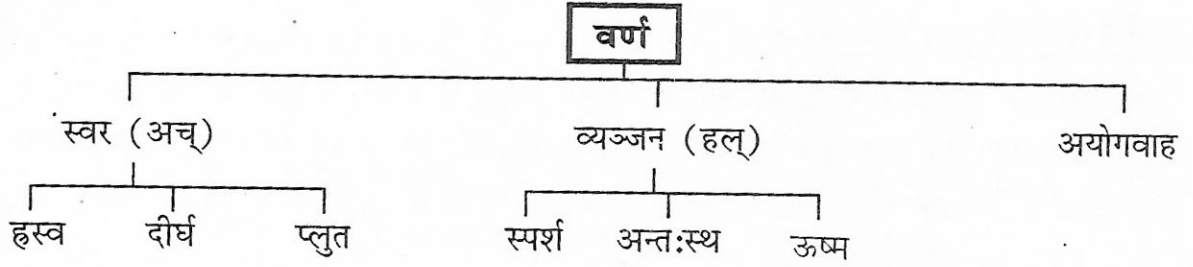 वर्ण
स्वर (अच्) व्यञ्जन (हल्) अयोगवाह
ह्रस्व दीर्घ प्लुत स्पर्श अन्त:स्थ ऊष्म